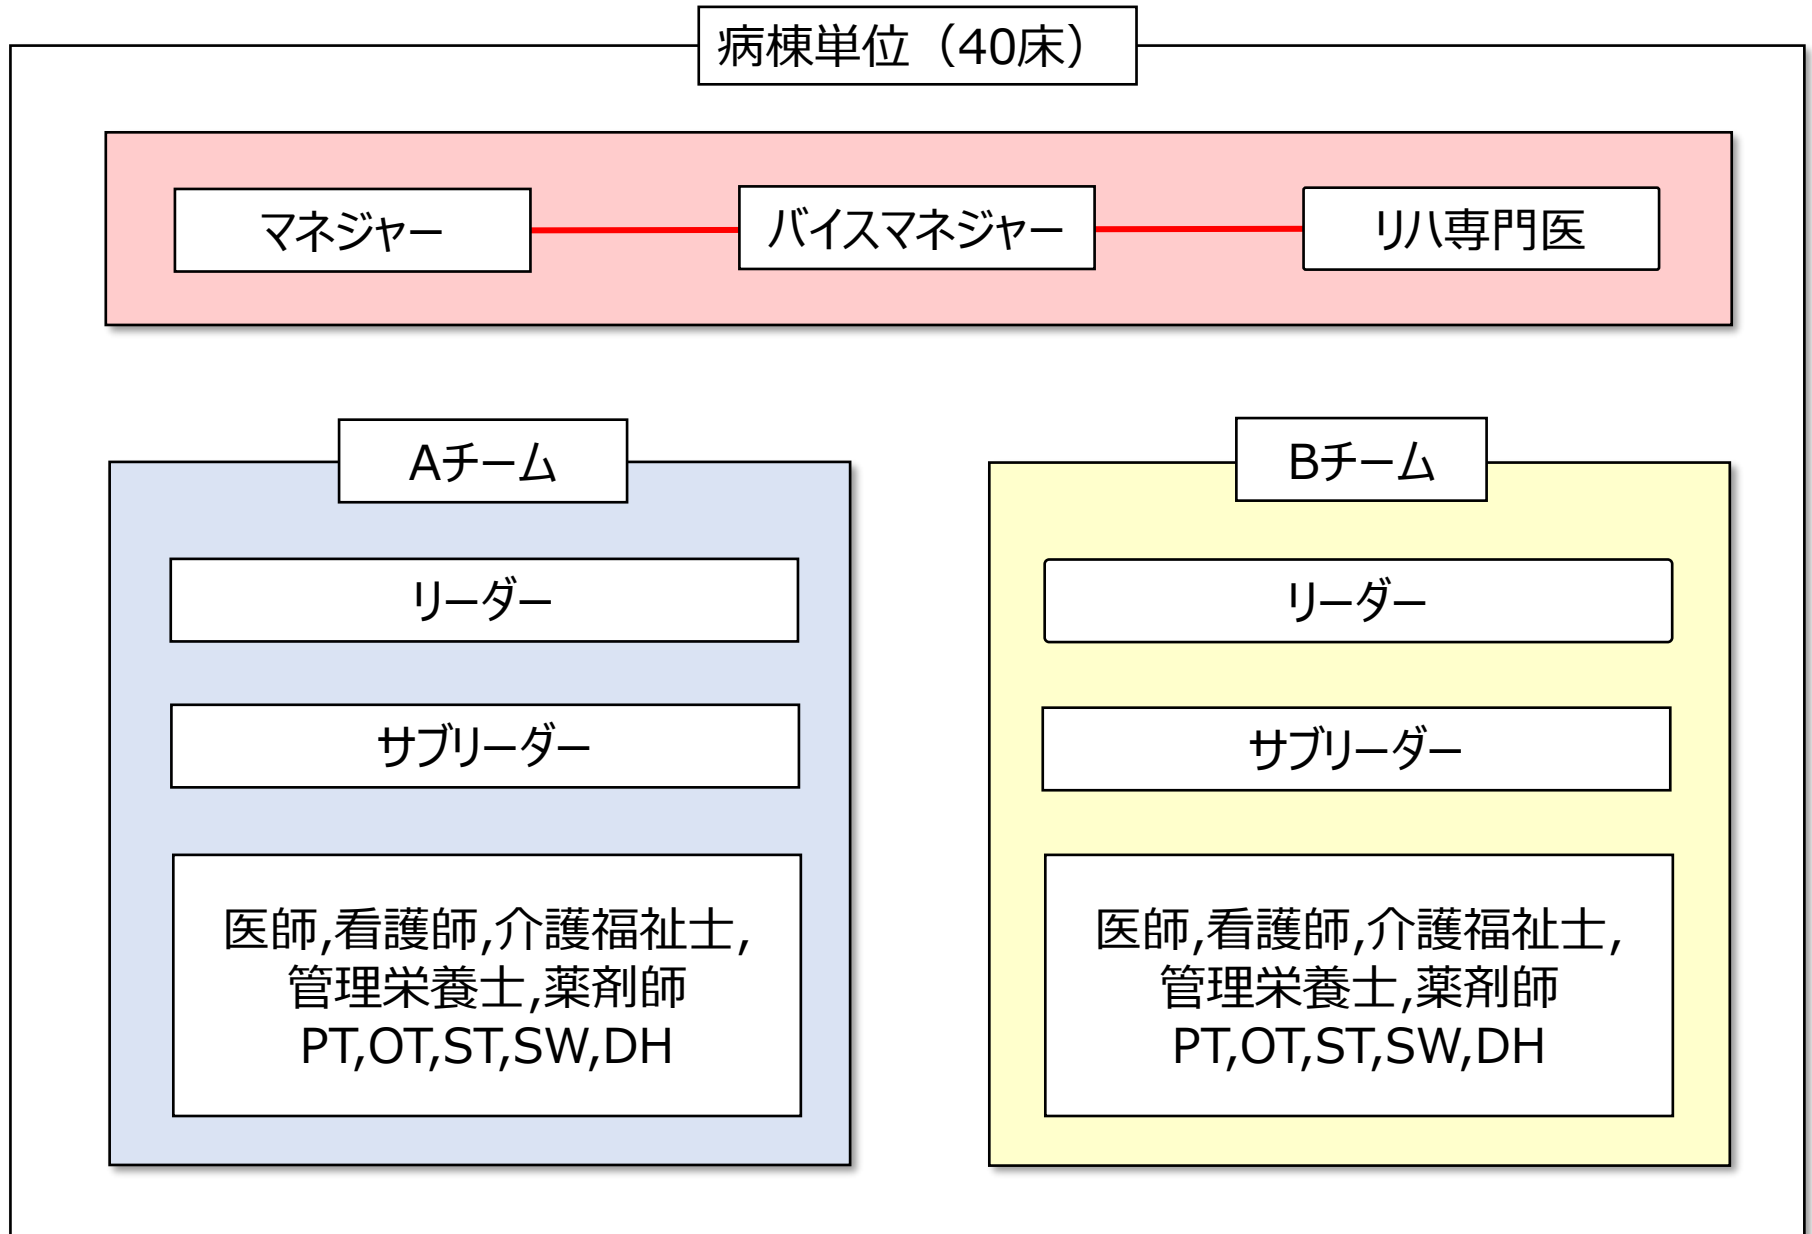 病棟単位（40床）
マネジャー
バイスマネジャー
リハ専門医
Aチーム
リーダー
サブリーダー
医師,看護師,介護福祉士,
管理栄養士,薬剤師
PT,OT,ST,SW,DH
Bチーム
リーダー
サブリーダー
医師,看護師,介護福祉士,
管理栄養士,薬剤師
PT,OT,ST,SW,DH